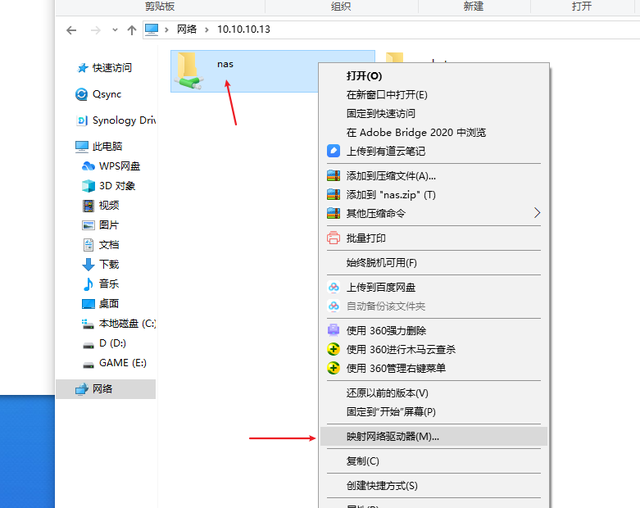 剪贴板
组织
新建
打开
网络 › 10.10.10.13
快速访问
Qsync
Synology Driv
此电脑
WPS网盘
3D 对象
视频
图片
文档
下载
音乐
桌面
本地磁盘 (C:)
D (D:)
GAME (E:)
网络
nas
打开(O)
在新窗口中打开(E)
固定到快速访问
在 Adobe Bridge 2020 中浏览
上传到有道云笔记
添加到压缩文件(A)...
添加到 "nas.zip" (T)
其他压缩命令
批量打印
始终脱机可用(F)
上传到百度网盘
自动备份该文件夹
使用 360强力删除
使用 360进行木马云查杀
使用 360管理右键菜单
还原以前的版本(V)
固定到"开始"屏幕(P)
映射网络驱动器(M)...
复制(C)
创建快捷方式(S)